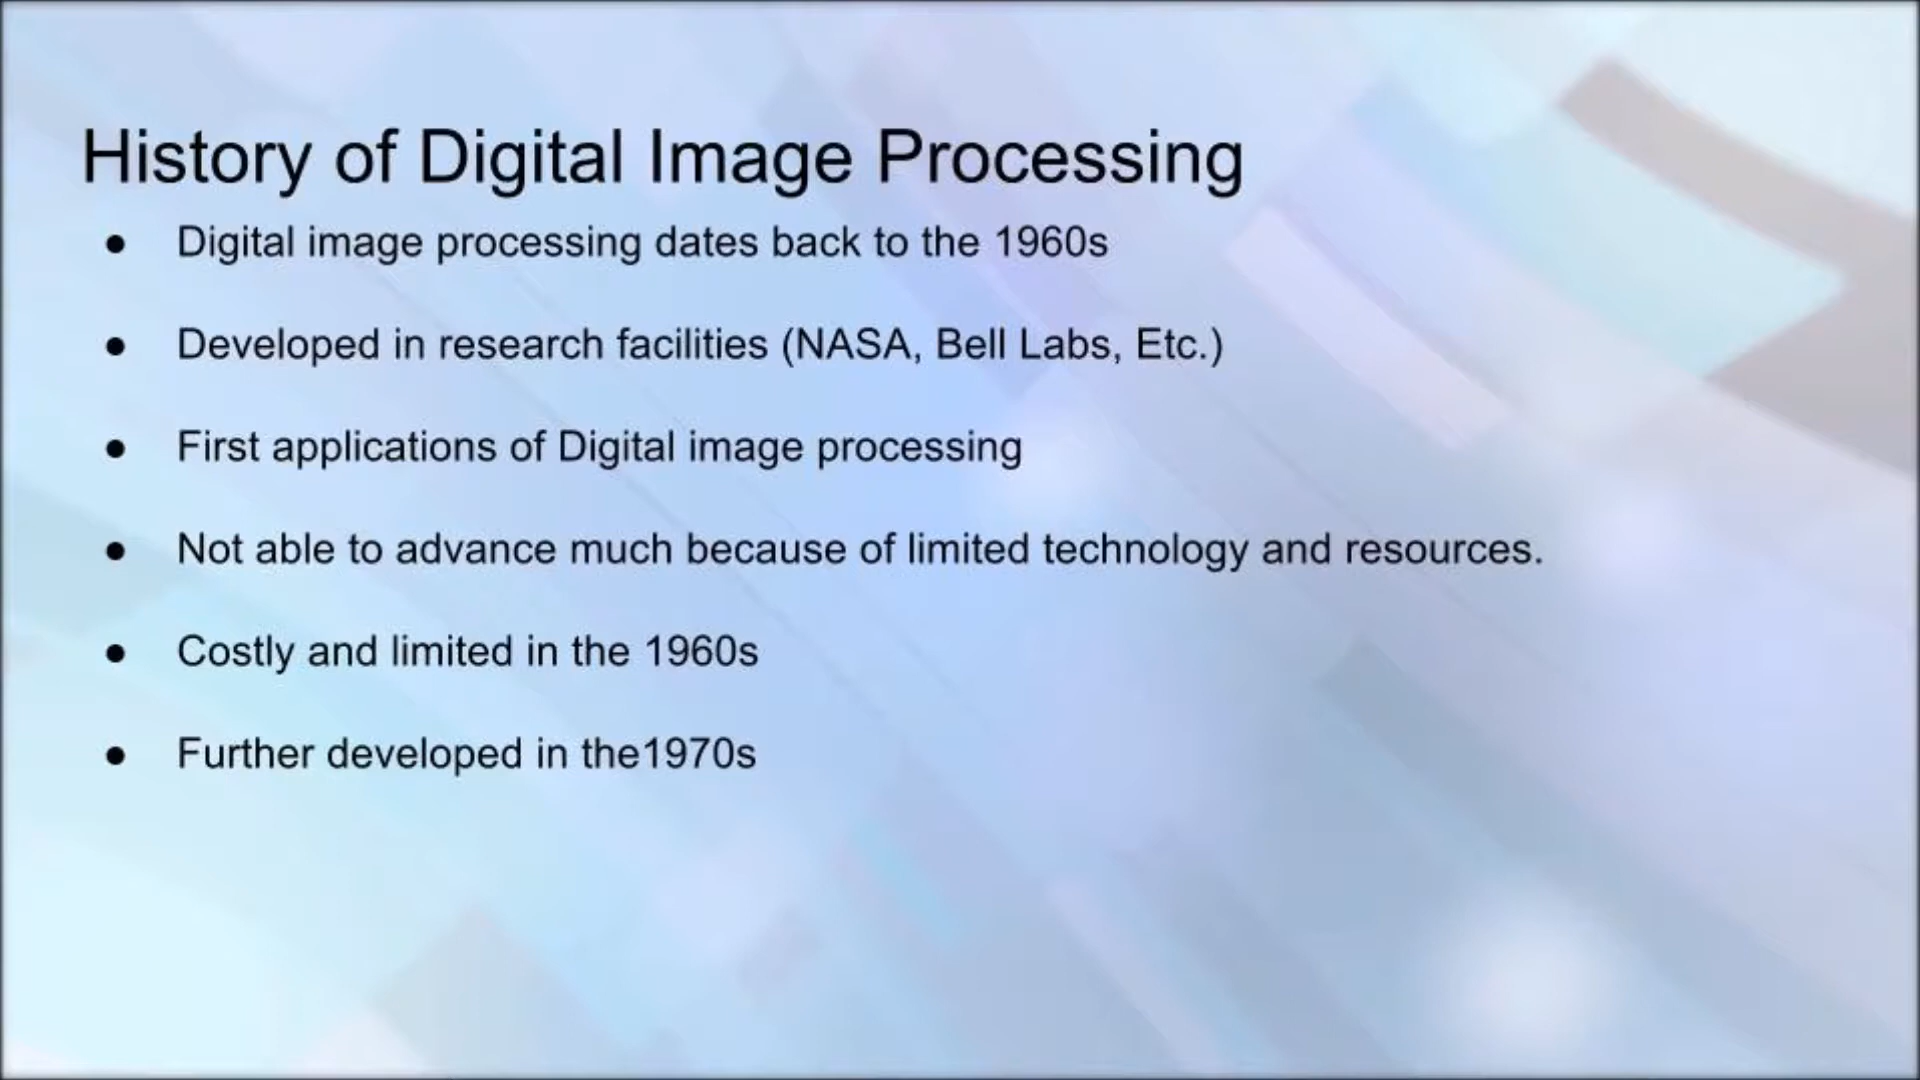 History of Digital Image Processing
● Digital image processing dates back to the 1960s
● Developed in research facilities (NASA, Bell Labs, Etc.)
● First applications of Digital image processing
● Not able to advance much because of limited technology and resources.
● Costly and limited in the 1960s
● Further developed in the1970s